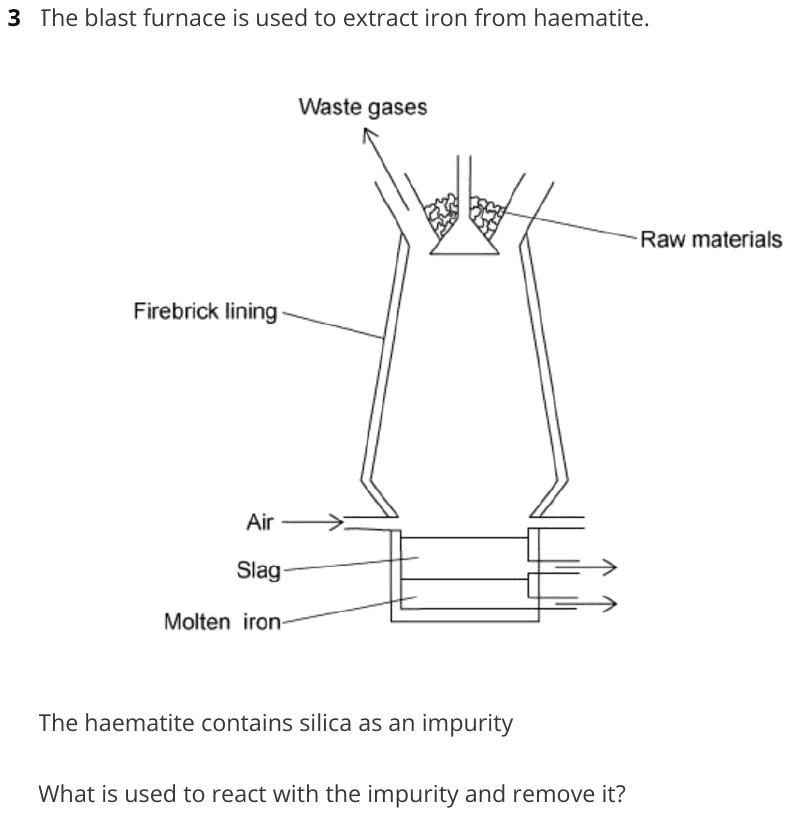 3 The blast furnace is used to extract iron from haematite.
Waste gases
Raw materials
Firebrick lining
Air
Slag
Molten iron
The haematite contains silica as an impurity
What is used to react with the impurity and remove it?